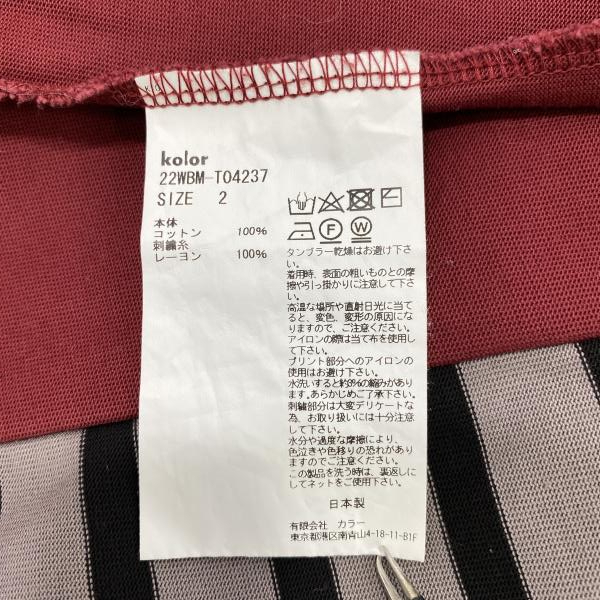 kolor
22WBM-T04237
SIZE 2
本体
コットン 100%
刺繍糸
レーヨン 100%
F W
タンブラー乾燥はお避け下さい。
着用時、表面の粗いものとの摩
擦や引っ掛かりに注意して下さ
い。
高温な場所や直射日光に当て
ると、変色、変形の原因にな
りますので、ご注意ください。
アイロンの際は当て布を使用し
て下さい。
プリント部分へのアイロンの
使用はお避け下さい。
水洗いすると約3%の縮みがあり
ます。あらかじめご了承下さい。
刺繍部分は大変デリケートな
為、お取り扱いには十分注意し
て下さい。
水分や過度な摩擦により、
色泣きや色移りの恐れがあり
ますのでご注意ください。
この製品を洗う時は、裏返しに
してネットをご使用ください。
日本製
有限会社 カラー
東京都港区南青山4-18-11-B1F